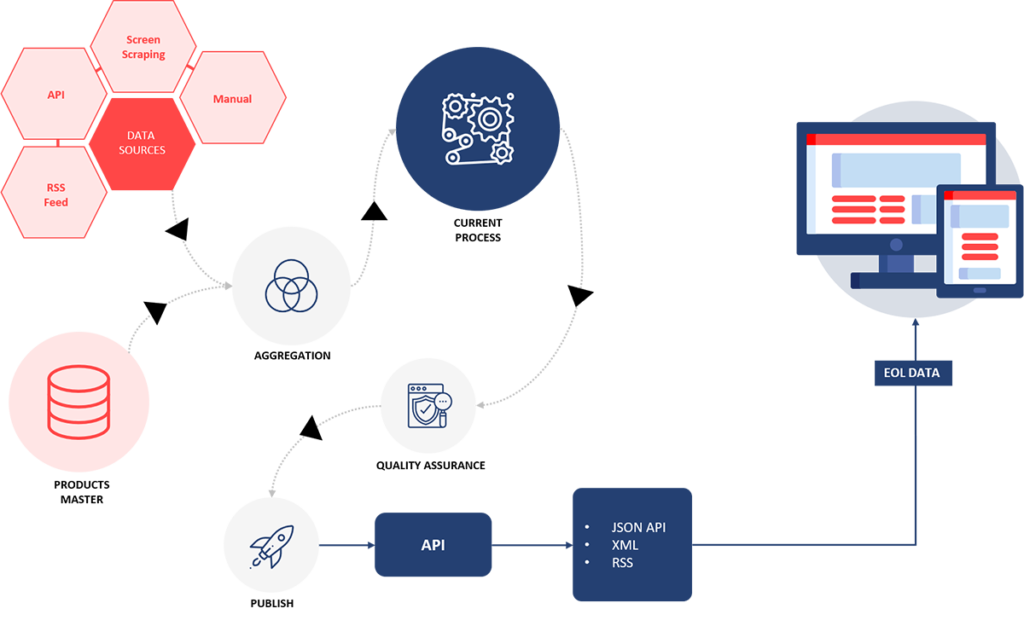 Screen
Scraping
API
Manual
DATA
SOURCES
RSS
Feed
CURRENT
PROCESS
AGGREGATION
EOL DATA
PRODUCTS
MASTER
QUALITY ASSURANCE
PUBLISH
API
• JSON API
• XML
• RSS